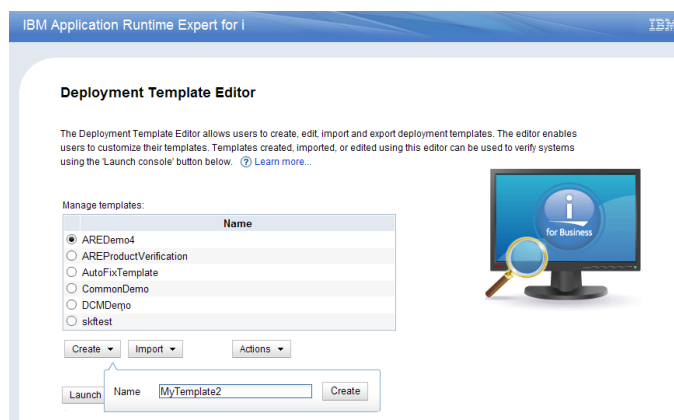 IBM Application Runtime Expert for i
IBM
Deployment Template Editor
The Deployment Template Editor allows users to create, edit, import and export deployment templates. The editor enables
users to customize their templates. Templates created, imported, or edited using this editor can be used to verify systems
using the 'Launch console' button below. ? Learn more...
Manage templates:
Name
AREDemo4
AREProductVerification
AutoFixTemplate
CommonDemo
DCMDemo
skftest
i
for Business
Create Import Actions
Launch
Name MyTemplate2 Create